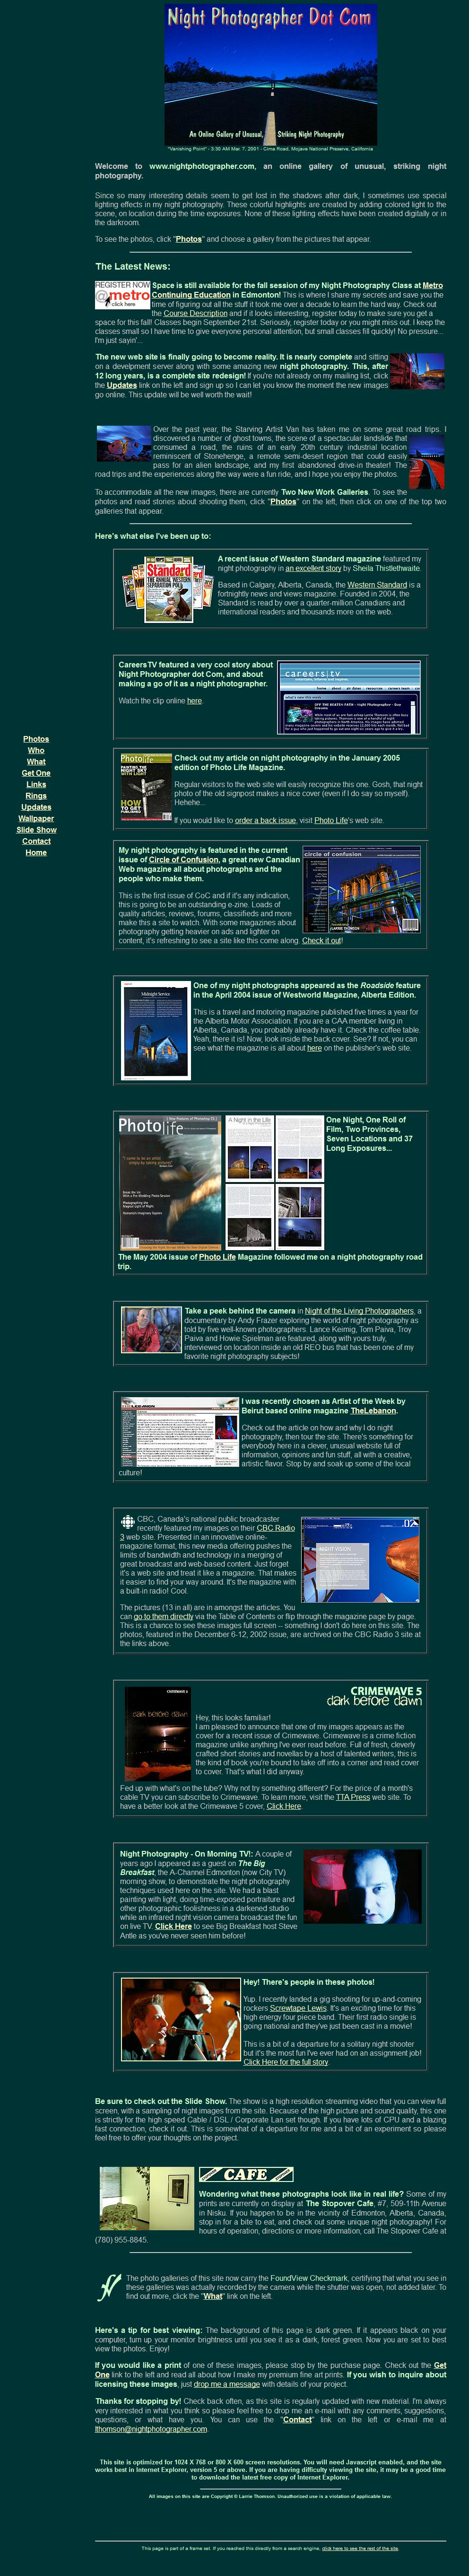 Night Photographer Dot Com
An Online Gallery of Unusual, Striking Night Photography
"Vanishing Point" - 3:30 AM Mar. 7, 2001 - Cima Road, Mojave National Preserve, California
Welcome to www.nightphotographer.com, an online gallery of unusual, striking night
photography.
Since so many interesting details seem to get lost in the shadows after dark, I sometimes use special
lighting effects in my night photography. These colorful highlights are created by adding colored light to the
scene, on location during the time exposures. None of these lighting effects have been created digitally or in
the darkroom.
To see the photos, click "Photos" and choose a gallery from the pictures that appear.
The Latest News:
REGISTER NOW
@metro
click here
Space is still available for the fall session of my Night Photography Class at Metro
Continuing Education in Edmonton! This is where I share my secrets and save you the
time of figuring out all the stuff it took me over a decade to learn the hard way. Check out
the Course Description and if it looks interesting, register today to make sure you get a
space for this fall! Classes begin September 21st. Seriously, register today or you might miss out. I keep the
classes small so I have time to give everyone personal attention, but small classes fill quickly! No pressure...
I'm just sayin'...
The new web site is finally going to become reality. It is nearly complete and sitting
on a develpment server along with some amazing new night photography. This, after
12 long years, is a complete site redesign! If you're not already on my mailing list, click
the Updates link on the left and sign up so I can let you know the moment the new images
go online. This update will be well worth the wait!
Over the past year, the Starving Artist Van has taken me on some great road trips. I
discovered a number of ghost towns, the scene of a spectacular landslide that
consumed a road, the ruins of an early 20th century industrial location
reminiscent of Stonehenge, a remote semi-desert region that could easily
pass for an alien landscape, and my first abandoned drive-in theater! The
road trips and the experiences along the way were a fun ride, and I hope you enjoy the photos.
To accommodate all the new images, there are currently Two New Work Galleries. To see the
photos and read stories about shooting them, click "Photos" on the left, then click on one of the top two
galleries that appear.
Here's what else I've been up to:
Standard
THE ANNUAL WESTERN
SEPARATION POLL
A recent issue of Western Standard magazine featured my
night photography in an excellent story by Sheila Thistlethwaite.
Based in Calgary, Alberta, Canada, the Western Standard is a
fortnightly news and views magazine. Founded in 2004, the
Standard is read by over a quarter-million Canadians and
international readers and thousands more on the web.
CareersTV featured a very cool story about
Night Photographer Dot Com, and about
making a go of it as a night photographer.
Watch the clip online here.
careers|tv
Photos
Who
What
Get One
Links
Rings
Updates
Wallpaper
Slide Show
Contact
Home
Photolife
PAINTING THE NIGHT WITH LIGHT
HOW TO GET PUBLISHED
Check out my article on night photography in the January 2005
edition of Photo Life Magazine.
Regular visitors to the web site will easily recognize this one. Gosh, that night
photo of the old signpost makes a nice cover (even if I do say so myself).
Hehehe...
If you would like to order a back issue, visit Photo Life's web site.
My night photography is featured in the current
issue of Circle of Confusion, a great new Canadian
Web magazine all about photographs and the
people who make them.
This is the first issue of CoC and if it's any indication,
this is going to be an outstanding e-zine. Loads of
quality articles, reviews, forums, classifieds and more
make this a site to watch. With some magazines about
photography getting heavier on ads and lighter on
content, it's refreshing to see a site like this come along. Check it out!
circle of confusion
LARRIE THOMSON
Midnight Service
One of my night photographs appeared as the Roadside feature
in the April 2004 issue of Westworld Magazine, Alberta Edition.
This is a travel and motoring magazine published five times a year for
the Alberta Motor Association. If you are a CAA member living in
Alberta, Canada, you probably already have it. Check the coffee table.
Yeah, there it is! Now, look inside the back cover. See? If not, you can
see what the magazine is all about here on the publisher's web site.
Photolife
A Night in the Life
One Night, One Roll of
Film, Two Provinces,
Seven Locations and 37
Long Exposures...
The May 2004 issue of Photo Life Magazine followed me on a night photography road
trip.
Take a peek behind the camera in Night of the Living Photographers, a
documentary by Andy Frazer exploring the world of night photography as
told by five well-known photographers. Lance Keimig, Tom Paiva, Troy
Paiva and Howie Spielman are featured, along with yours truly,
interviewed on location inside an old REO bus that has been one of my
favorite night photography subjects!
I was recently chosen as Artist of the Week by
Beirut based online magazine TheLebanon.
Check out the article on how and why I do night
photography, then tour the site. There's something for
everybody here in a clever, unusual website full of
information, opinions and fun stuff, all with a creative,
artistic flavor. Stop by and soak up some of the local
culture!
CBC, Canada's national public broadcaster
recently featured my images on their CBC Radio
3 web site. Presented in an innovative online-
magazine format, this new media offering pushes the
limits of bandwidth and technology in a merging of
great broadcast and web-based content. Just forget
it's a web site and treat it like a magazine. That makes
it easier to find your way around. It's the magazine with
a built-in radio! Cool.
NIGHT VISION
The pictures (13 in all) are in amongst the articles. You
can go to them directly via the Table of Contents or flip through the magazine page by page.
This is a chance to see these images full screen -- something I don't do here on this site. The
photos, featured in the December 6-12, 2002 issue, are archived on the CBC Radio 3 site at
the links above.
CRIMEWAVE 5
dark before dawn
CRIMEWAVE 5
dark before dawn
Hey, this looks familiar!
I am pleased to announce that one of my images appears as the
cover for a recent issue of Crimewave. Crimewave is a crime fiction
magazine unlike anything I've ever read before. Full of fresh, cleverly
crafted short stories and novellas by a host of talented writers, this is
the kind of book you're bound to take off into a corner and read cover
to cover. That's what I did anyway.
Fed up with what's on the tube? Why not try something different? For the price of a month's
cable TV you can subscribe to Crimewave. To learn more, visit the TTA Press web site. To
have a better look at the Crimewave 5 cover, Click Here.
Night Photography - On Morning TV!: A couple of
years ago I appeared as a guest on The Big
Breakfast, the A-Channel Edmonton (now City TV)
morning show, to demonstrate the night photography
techniques used here on the site. We had a blast
painting with light, doing time-exposed portraiture and
other photographic foolishness in a darkened studio
while an infrared night vision camera broadcast the fun
on live TV. Click Here to see Big Breakfast host Steve
Antle as you've never seen him before!
Hey! There's people in these photos!
Yup. I recently landed a gig shooting for up-and-coming
rockers Screwtape Lewis. It's an exciting time for this
high energy four piece band. Their first radio single is
going national and they've just been cast in a movie!
This is a bit of a departure for a solitary night shooter
but it's the most fun I've ever had on an assignment job!
Click Here for the full story.
Be sure to check out the Slide Show. The show is a high resolution streaming video that you can view full
screen, with a sampling of night images from the site. Because of the high picture and sound quality, this one
is strictly for the high speed Cable / DSL / Corporate Lan set though. If you have lots of CPU and a blazing
fast connection, check it out. This is somewhat of a departure for me and a bit of an experiment so please
feel free to offer your thoughts on the project.
CAFE
Wondering what these photographs look like in real life? Some of my
prints are currently on display at The Stopover Cafe, #7, 509-11th Avenue
in Nisku. If you happen to be in the vicinity of Edmonton, Alberta, Canada,
stop in for a bite to eat, and check out some unique night photography! For
hours of operation, directions or more information, call The Stopover Cafe at
(780) 955-8845.
The photo galleries of this site now carry the FoundView Checkmark, certifying that what you see in
these galleries was actually recorded by the camera while the shutter was open, not added later. To
find out more, click the "What" link on the left.
Here's a tip for best viewing: The background of this page is dark green. If it appears black on your
computer, turn up your monitor brightness until you see it as a dark, forest green. Now you are set to best
view the photos. Enjoy!
If you would like a print of one of these images, please stop by the purchase page. Check out the Get
One link to the left and read all about how I make my premium fine art prints. If you wish to inquire about
licensing these images, just drop me a message with details of your project.
Thanks for stopping by! Check back often, as this site is regularly updated with new material. I'm always
very interested in what you think so please feel free to drop me an e-mail with any comments, suggestions,
questions, or what have you. You can use the "Contact" link on the left or e-mail me at
lthomson@nightphotographer.com.
This site is optimized for 1024 X 768 or 800 X 600 screen resolutions. You will need Javascript enabled, and the site
works best in Internet Explorer, version 5 or above. If you are having difficulty viewing the site, it may be a good time
to download the latest free copy of Internet Explorer.
All images on this site are Copyright © Larrie Thomson. Unauthorized use is a violation of applicable law.
This page is part of a frame set. If you reached this directly from a search engine, click here to see the rest of the site.